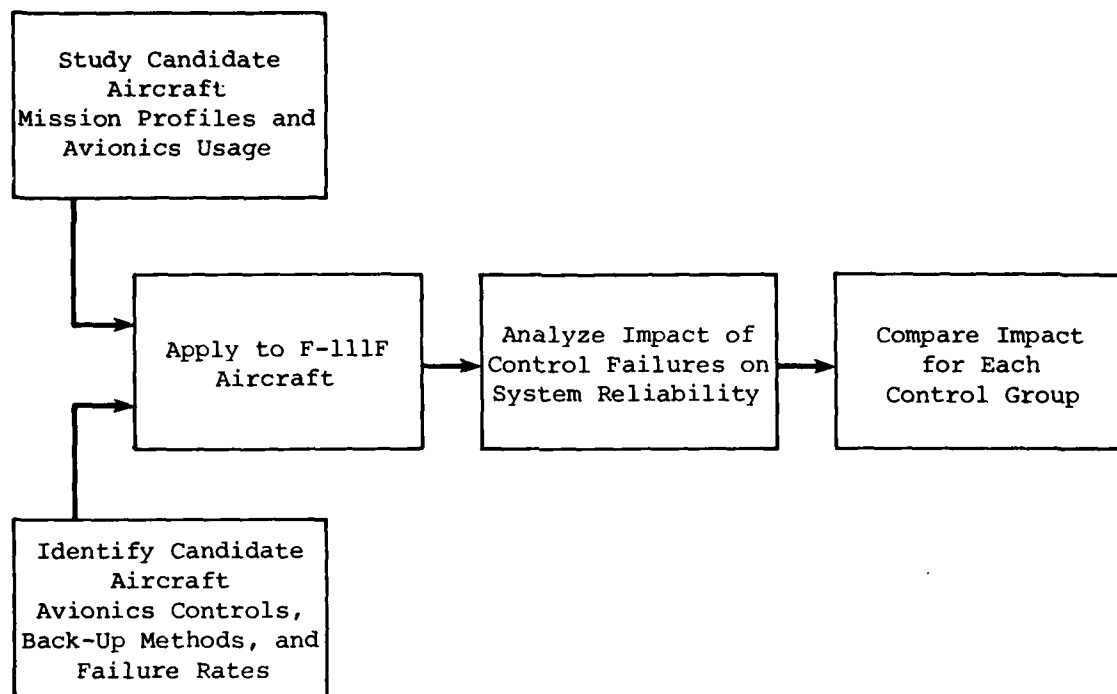 Study Candidate
Aircraft
Mission Profiles and
Avionics Usage
Apply to F-111F
Aircraft
Analyze Impact of
Control Failures on
System Reliability
Compare Impact
for Each
Control Group
Identify Candidate
Aircraft
Avionics Controls,
Back-Up Methods, and
Failure Rates